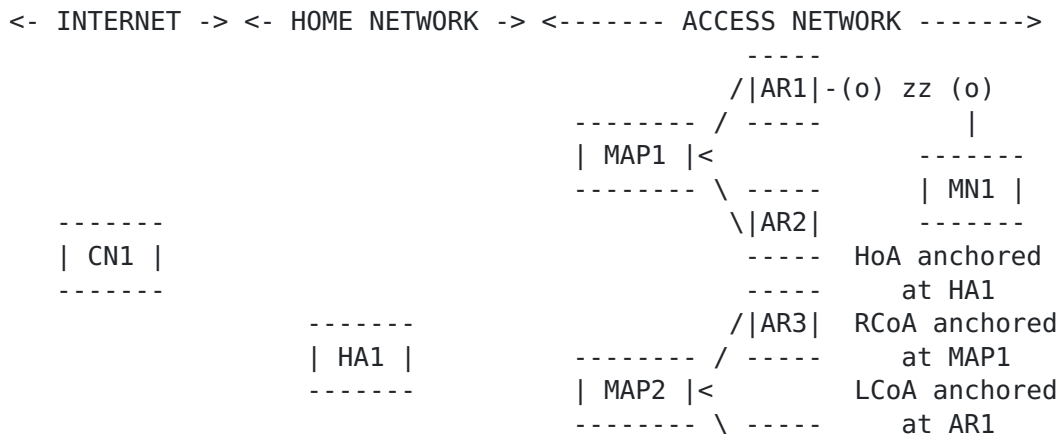 <- INTERNET -> <- HOME NETWORK -> <------- ACCESS NETWORK ------->
                                               -----
                                              /|AR1|-(o) zz (o)
                                    -------- / -----         |
                                    | MAP1 |<             -------
                                    -------- \ -----      | MN1 |
   -------                                    \|AR2|      -------
   | CN1 |                                     -----  HoA anchored
   -------                                     -----     at HA1
                   -------                    /|AR3|  RCoA anchored
                   | HA1 |          -------- / -----     at MAP1
                   -------          | MAP2 |<         LCoA anchored
                                    -------- \ -----     at AR1